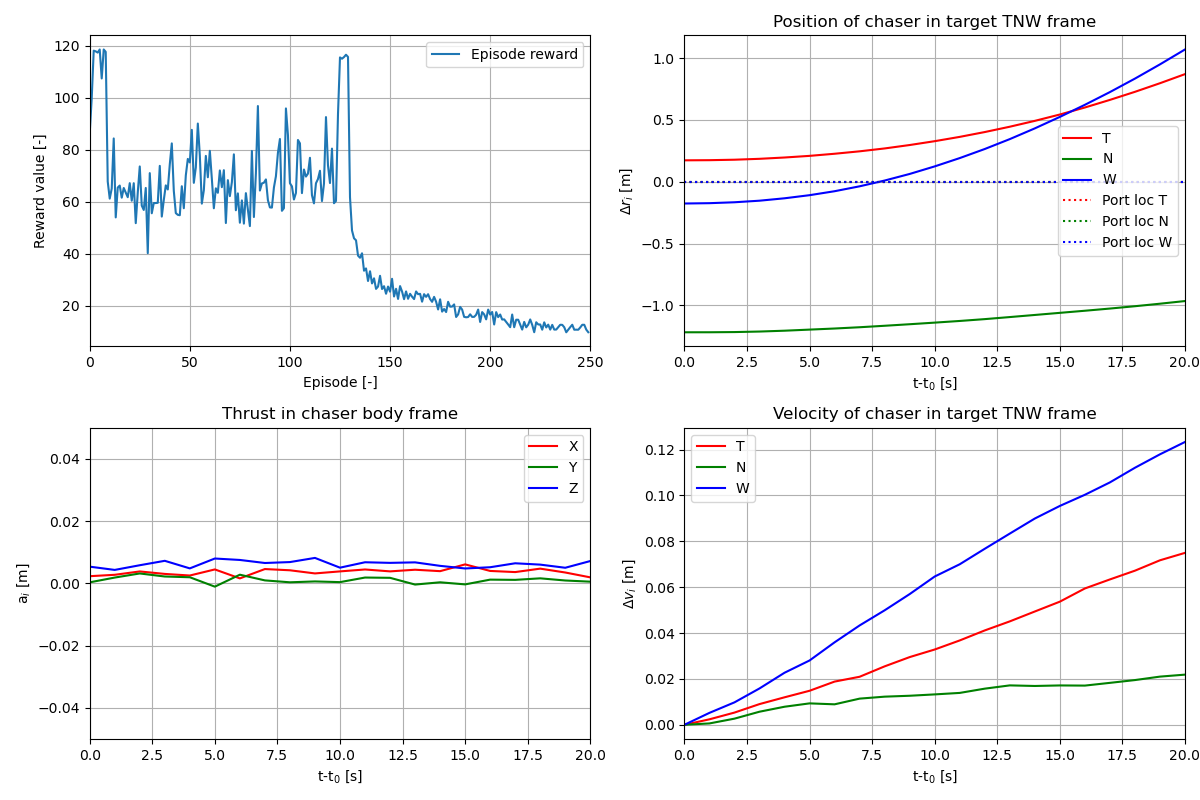 120
100
80
60
40
20
Reward value [-]
Episode reward
0
50
100
150
200
250
Episode [-]
Position of chaser in target TNW frame
1.0
0.5
0.0
−0.5
−1.0
Δr_i [m]
T
N
W
Port loc T
Port loc N
Port loc W
0.0
2.5
5.0
7.5
10.0
12.5
15.0
17.5
20.0
t-t_0 [s]
Thrust in chaser body frame
0.04
0.02
0.00
−0.02
−0.04
a_i [m]
X
Y
Z
0.0
2.5
5.0
7.5
10.0
12.5
15.0
17.5
20.0
t-t_0 [s]
Velocity of chaser in target TNW frame
0.12
0.10
0.08
0.06
0.04
0.02
0.00
Δv_i [m]
T
N
W
0.0
2.5
5.0
7.5
10.0
12.5
15.0
17.5
20.0
t-t_0 [s]